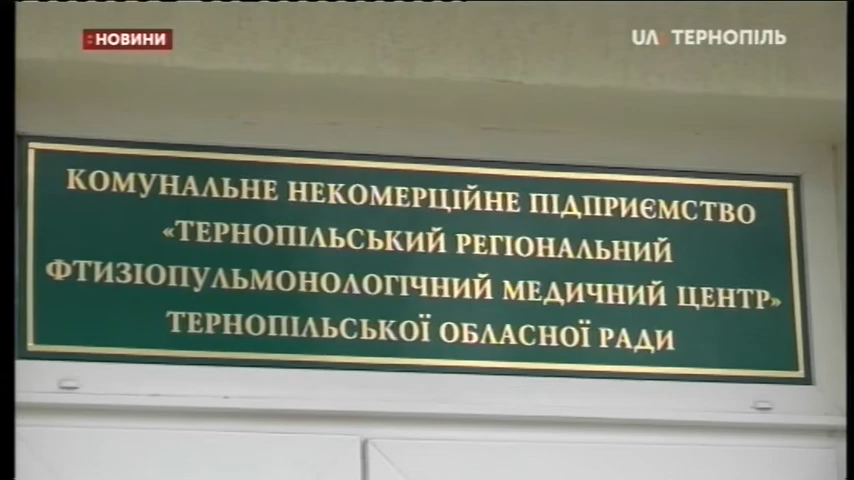 :НОВИНИ
UA: ТЕРНОПІЛЬ
КОМУНАЛЬНЕ НЕКОМЕРЦІЙНЕ ПІДПРИЄМСТВО
«ТЕРНОПІЛЬСЬКИЙ РЕГІОНАЛЬНИЙ
ФТИЗІОПУЛЬМОНОЛОГІЧНИЙ МЕДИЧНИЙ ЦЕНТР»
ТЕРНОПІЛЬСЬКОЇ ОБЛАСНОЇ РАДИ